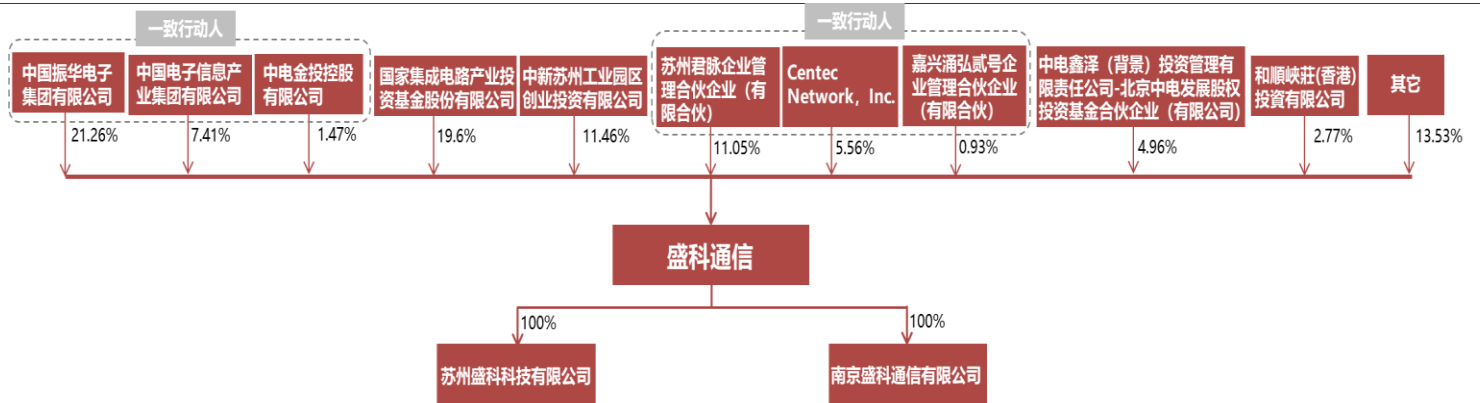 一致行动人
一致行动人
中国振华电子
集团有限公司
中国电子信息产
业集团有限公司
中电金投控股
有限公司
国家集成电路产业投
资基金股份有限公司
中新苏州工业园区
创业投资有限公司
苏州君脉企业管
理合伙企业（有
限合伙）
Centec
Network，Inc.
嘉兴涌弘贰号企
业管理合伙企业
（有限合伙）
中电鑫泽（背景）投资管理有
限责任公司-北京中电发展股权
投资基金合伙企业（有限公司）
和順峽莊(香港)
投資有限公司
其它
21.26%
7.41%
1.47%
19.6%
11.46%
11.05%
5.56%
0.93%
4.96%
2.77%
13.53%
盛科通信
100%
100%
苏州盛科科技有限公司
南京盛科通信有限公司